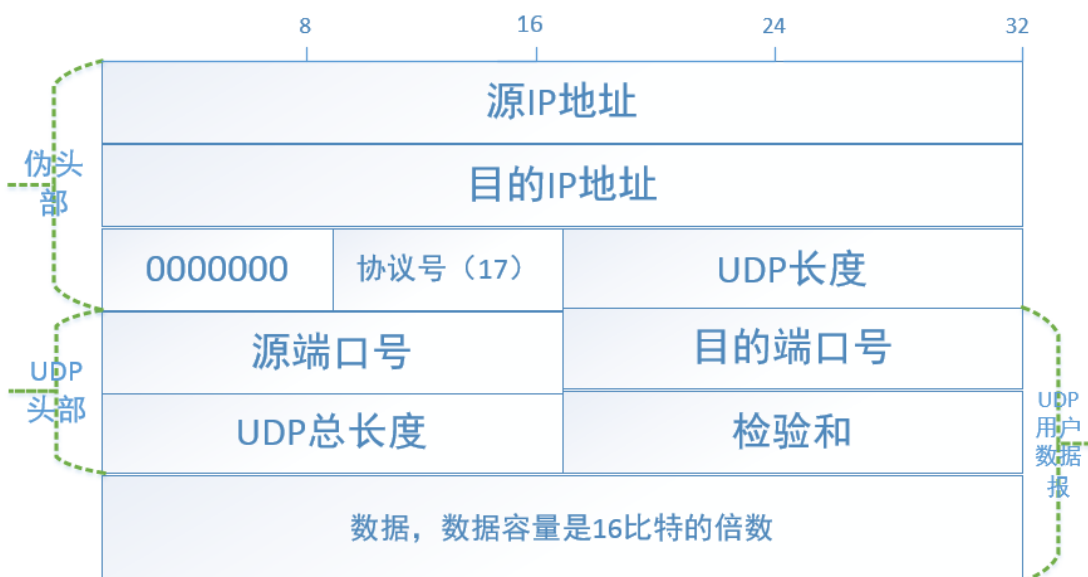 8 16 24 32
源IP地址
目的IP地址
伪头
部
0000000 协议号（17） UDP长度
源端口号 目的端口号
UDP
头部
UDP总长度 检验和
UDP
用户
数据
报
数据，数据容量是16比特的倍数